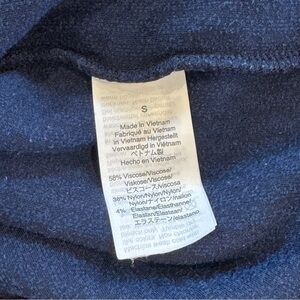 S
Made in Vietnam
Fabriqué au Vietnam
in Vietnam Hergestellt
Vervaardigd in Viëtnam
ベトナム製
Hecho en Vietnam
58% Viscose/Viscose/
Viskose/Viscose/
ビスコース/Viscosa
38% Nylon/Nylon/Nylon/
Nylon/ナイロン/nailon
4% Elastane/Elasthanne/
Elastan/Elastaan/
エラステーン/elastano